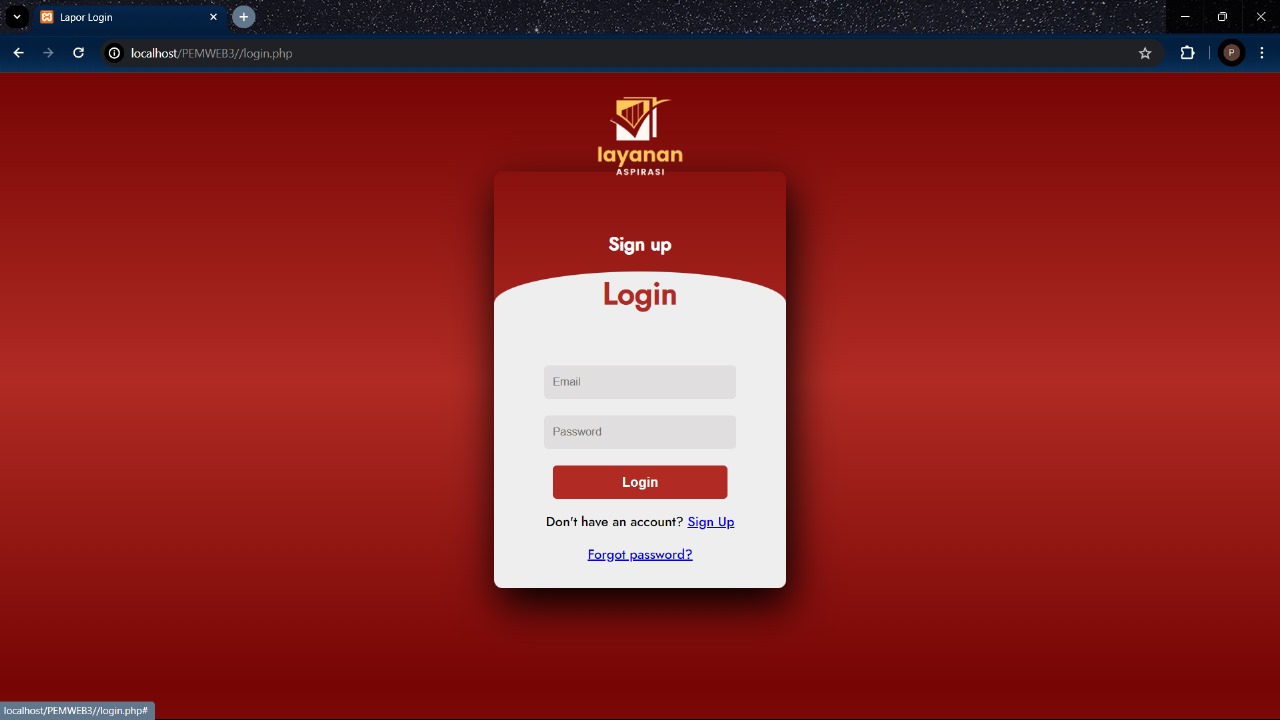 Lapor Login
localhost/PEMWEB3//login.php
P
layanan
ASPIRASI
Sign up
Login
Email
Password
Login
Don't have an account? Sign Up
Forgot password?
localhost/PEMWEB3//login.php#